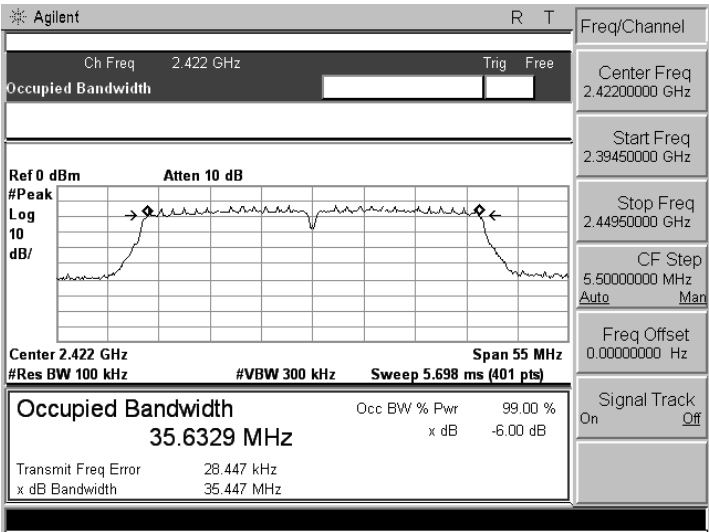 Agilent R T
Ch Freq 2.422 GHz Trig Free
Occupied Bandwidth
Ref 0 dBm Atten 10 dB
#Peak
Log
10
dB/
Center 2.422 GHz Span 55 MHz
#Res BW 100 kHz #VBW 300 kHz Sweep 5.698 ms (401 pts)
Occupied Bandwidth
35.6329 MHz
Occ BW % Pwr 99.00 %
x dB -6.00 dB
Transmit Freq Error 28.447 kHz
x dB Bandwidth 35.447 MHz
Freq/Channel
Center Freq
2.42200000 GHz
Start Freq
2.39450000 GHz
Stop Freq
2.44950000 GHz
CF Step
5.50000000 MHz
Auto Man
Freq Offset
0.00000000 Hz
Signal Track
On Off